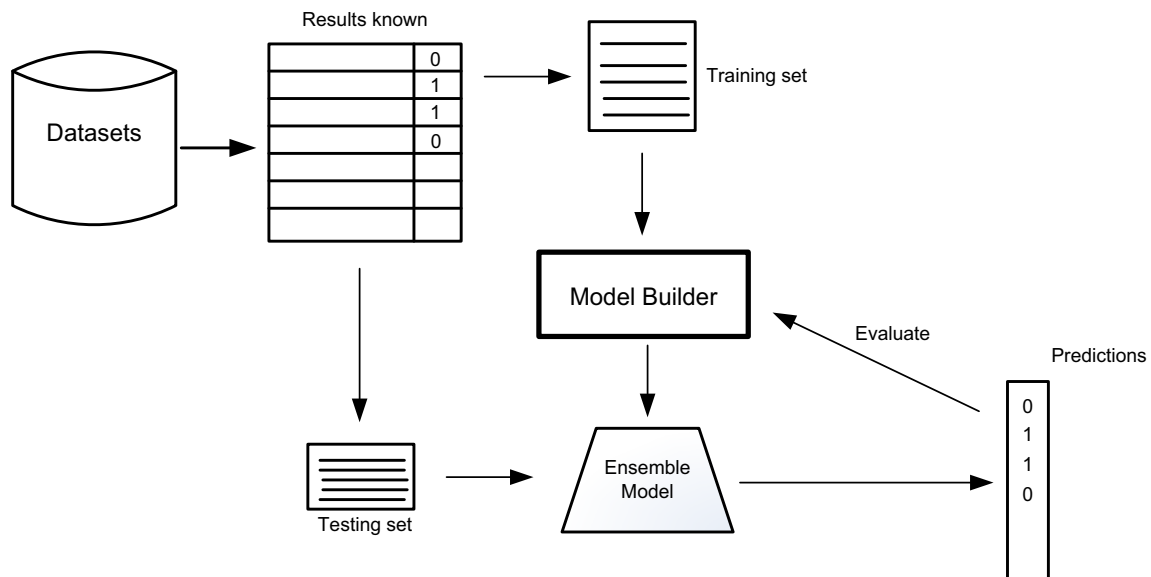 Results known
Datasets
0
1
1
0
Training set
Model Builder
Evaluate
Predictions
0
1
1
0
Ensemble
Model
Testing set